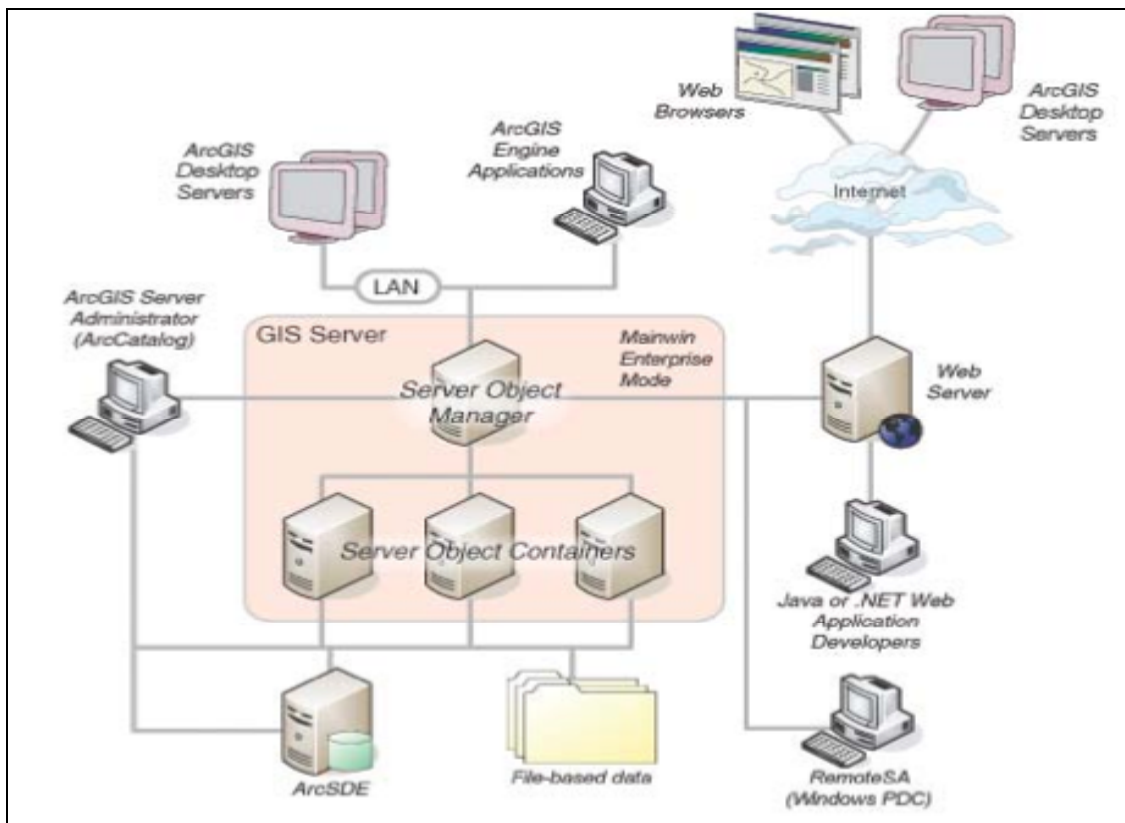 Web
Browsers
ArcGIS
Desktop
Servers
ArcGIS
Desktop
Servers
ArcGIS
Engine
Applications
Internet
LAN
ArcGIS Server
Administrator
(ArcCatalog)
GIS Server
Mainwin
Enterprise
Mode
Server Object
Manager
Web
Server
Server Object Containers
Java or .NET Web
Application
Developers
ArcSDE
File-based data
RemoteSA
(Windows PDC)